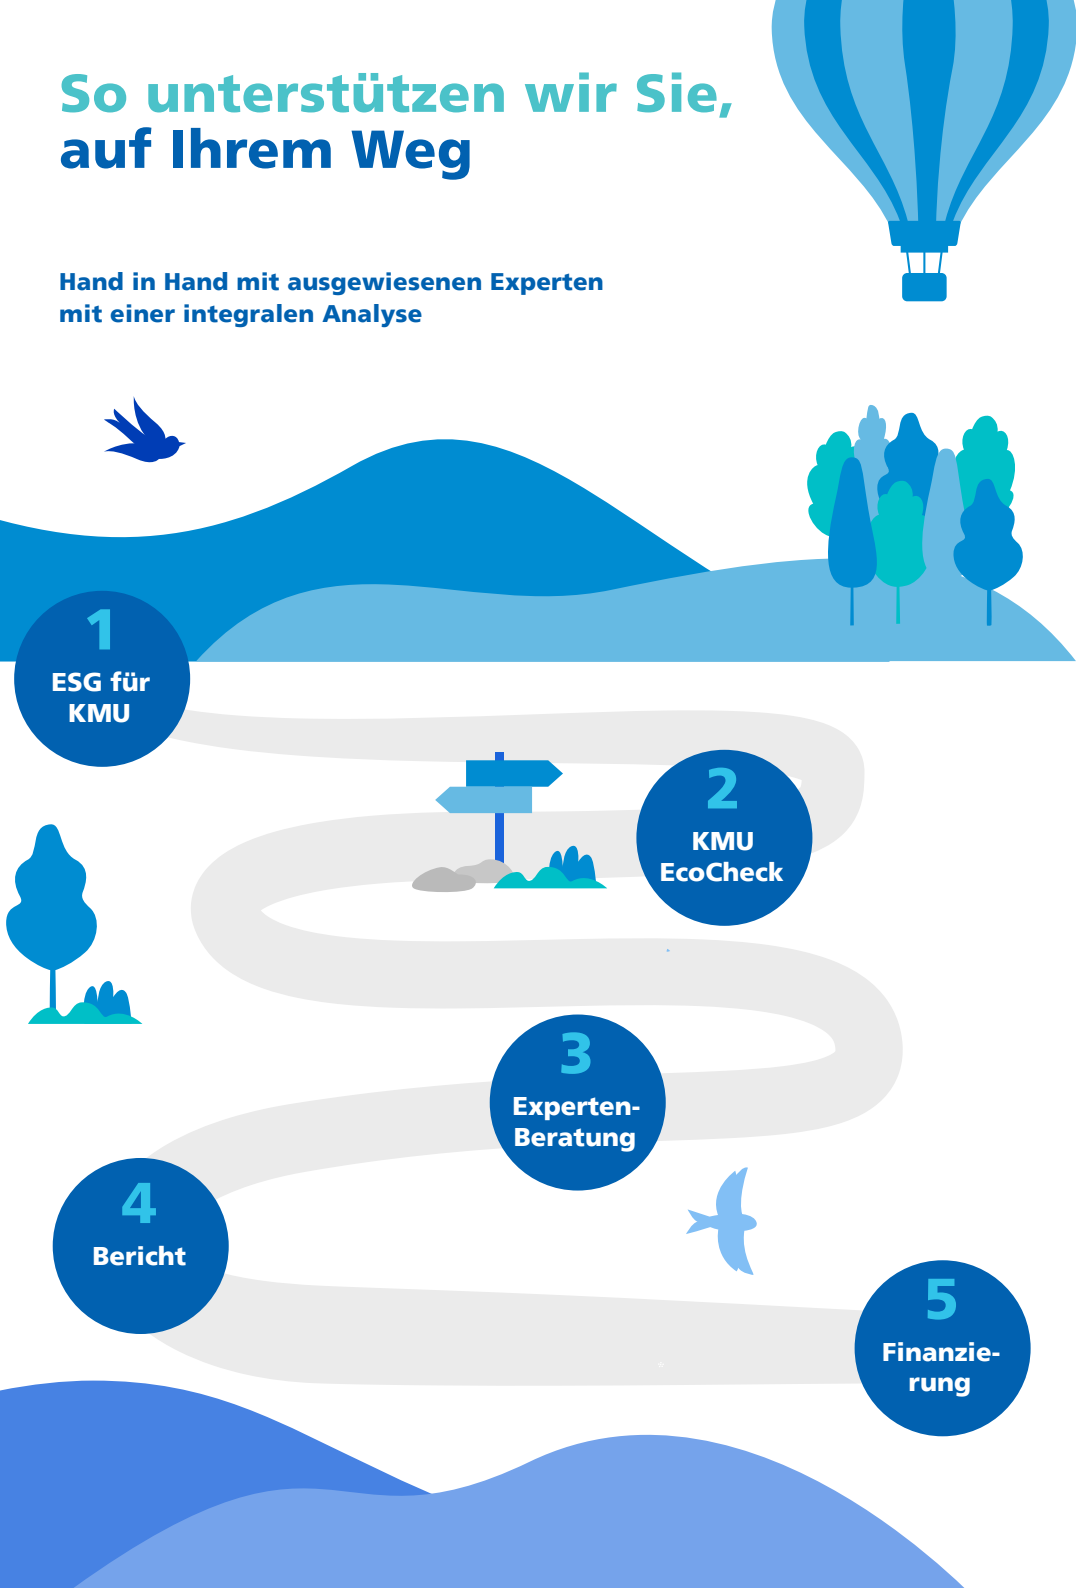 So unterstützen wir Sie,
auf Ihrem Weg
Hand in Hand mit ausgewiesenen Experten
mit einer integralen Analyse
1
ESG für
KMU
2
KMU
EcoCheck
3
Experten-
Beratung
4
Bericht
5
Finanzie-
rung